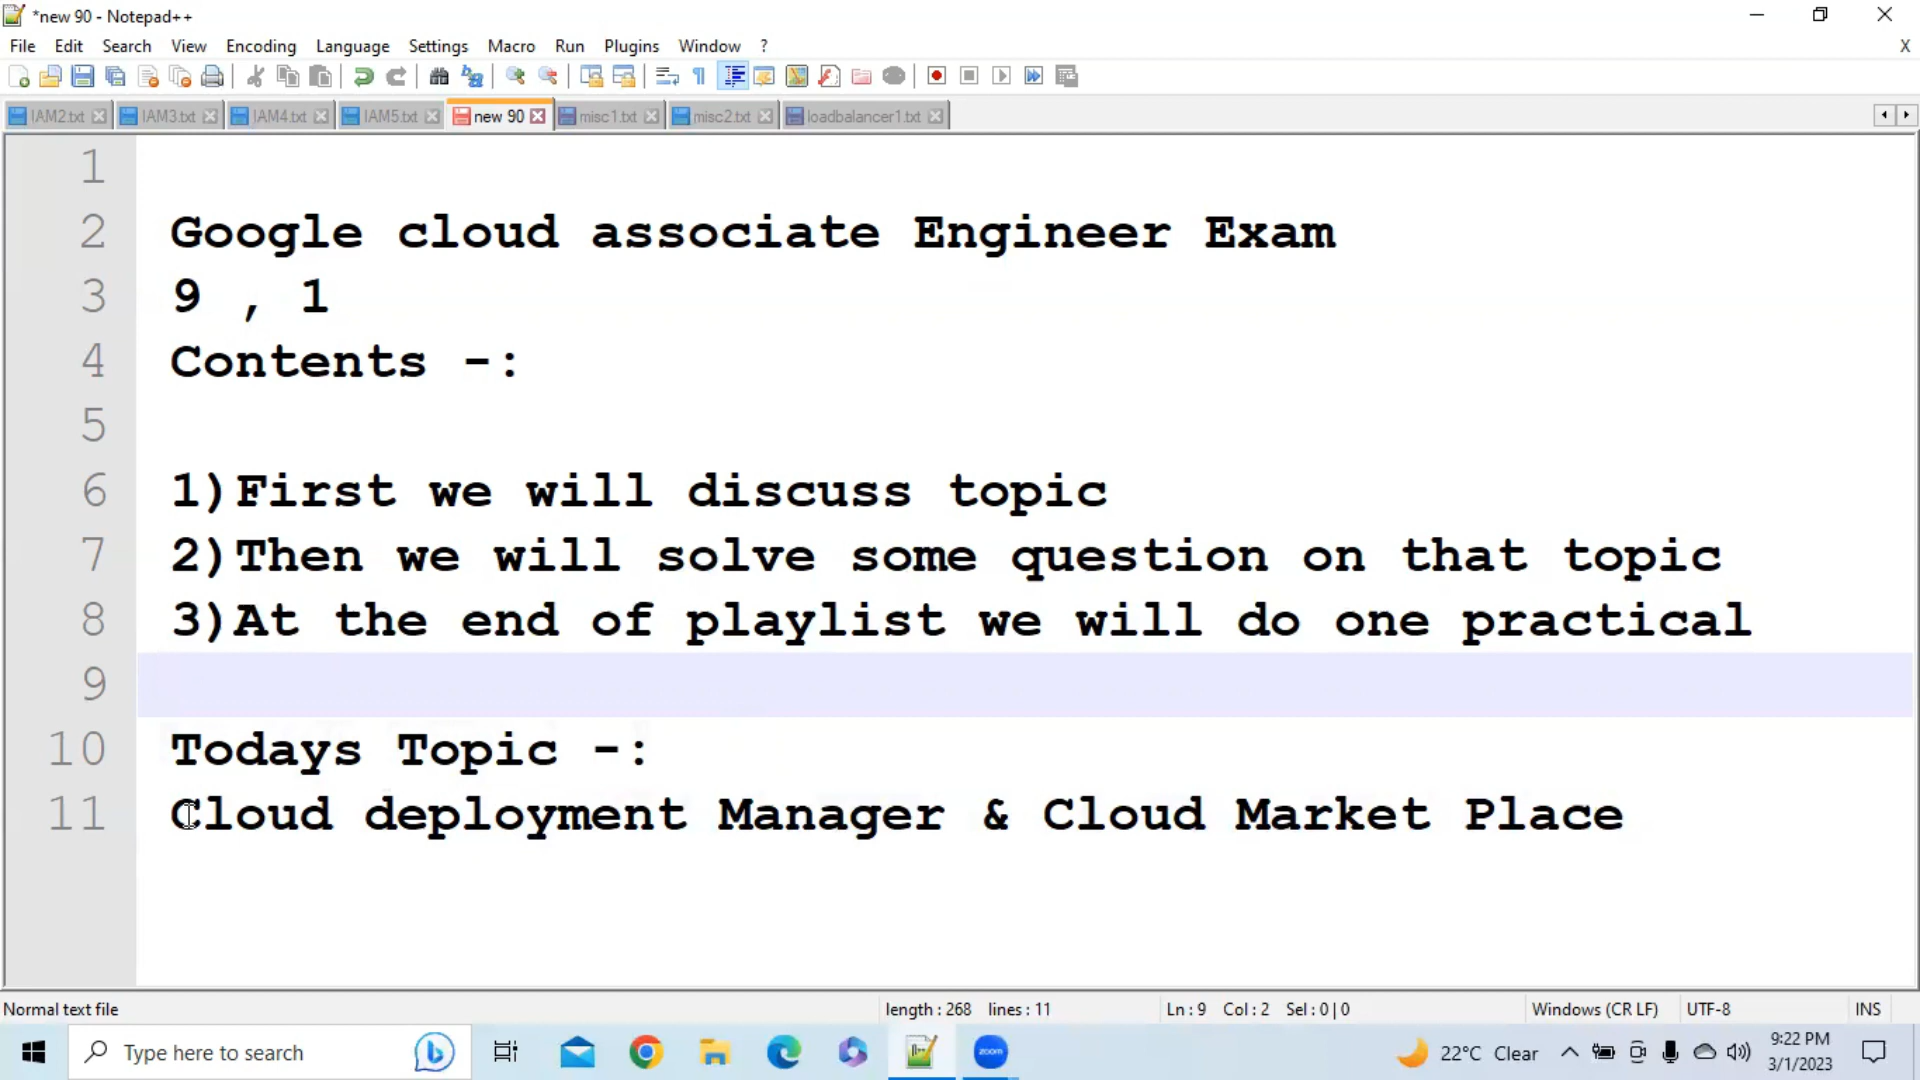 *new 90 - Notepad++
File Edit Search View Encoding Language Settings Macro Run Plugins Window ? X
IAM2.txt IAM3.txt IAM4.txt IAM5.txt new 90 misc1.txt misc2.txt loadbalancer1.txt
1
2 Google cloud associate Engineer Exam
3 9 , 1
4 Contents -:
5
6 1)First we will discuss topic
7 2)Then we will solve some question on that topic
8 3)At the end of playlist we will do one practical
9
10 Todays Topic -:
11 Cloud deployment Manager & Cloud Market Place
Normal text file length : 268 lines : 11 Ln : 9 Col : 2 Sel : 0 | 0 Windows (CR LF) UTF-8 INS
Type here to search zoom 22°C Clear 9:22 PM
3/1/2023